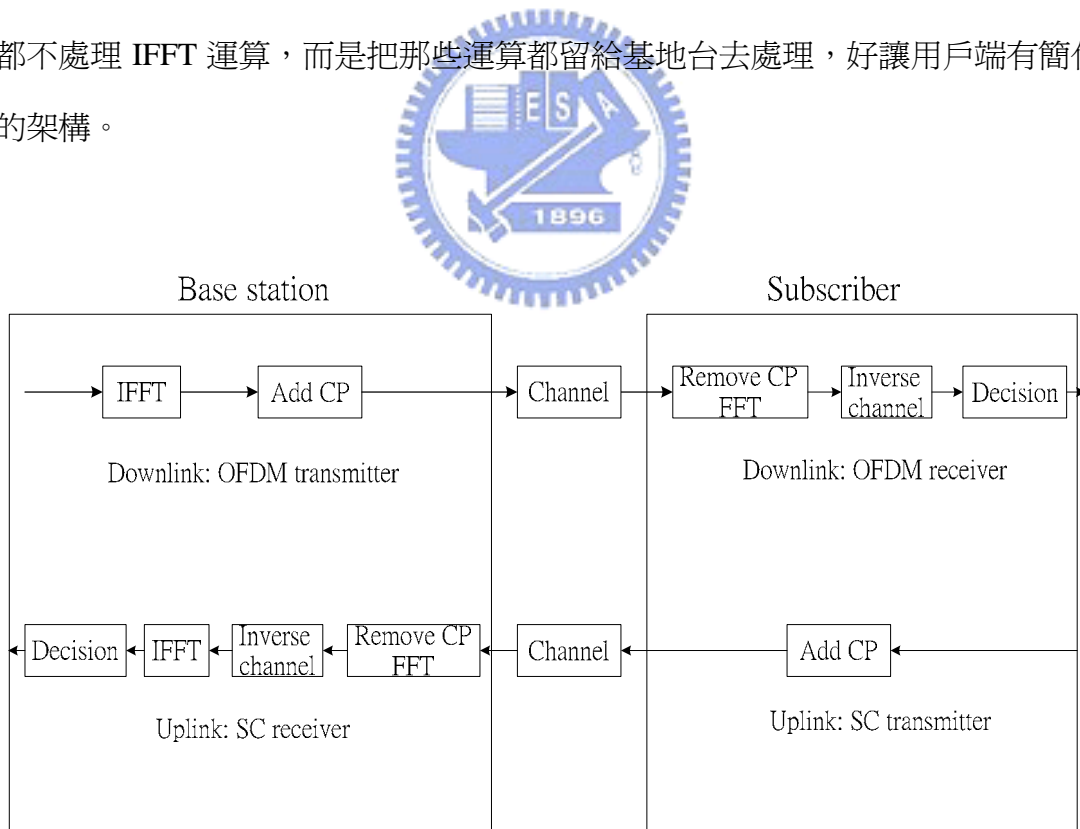 都不處理 IFFT 運算，而是把那些運算都留給基地台去處理，好讓用戶端有簡
的架構。
E S A
1896
Base station
Subscriber
IFFT
Add CP
Channel
Remove CP
FFT
Inverse
channel
Decision
Downlink: OFDM transmitter
Downlink: OFDM receiver
Decision
IFFT
Inverse
channel
Remove CP
FFT
Channel
Add CP
Uplink: SC receiver
Uplink: SC transmitter